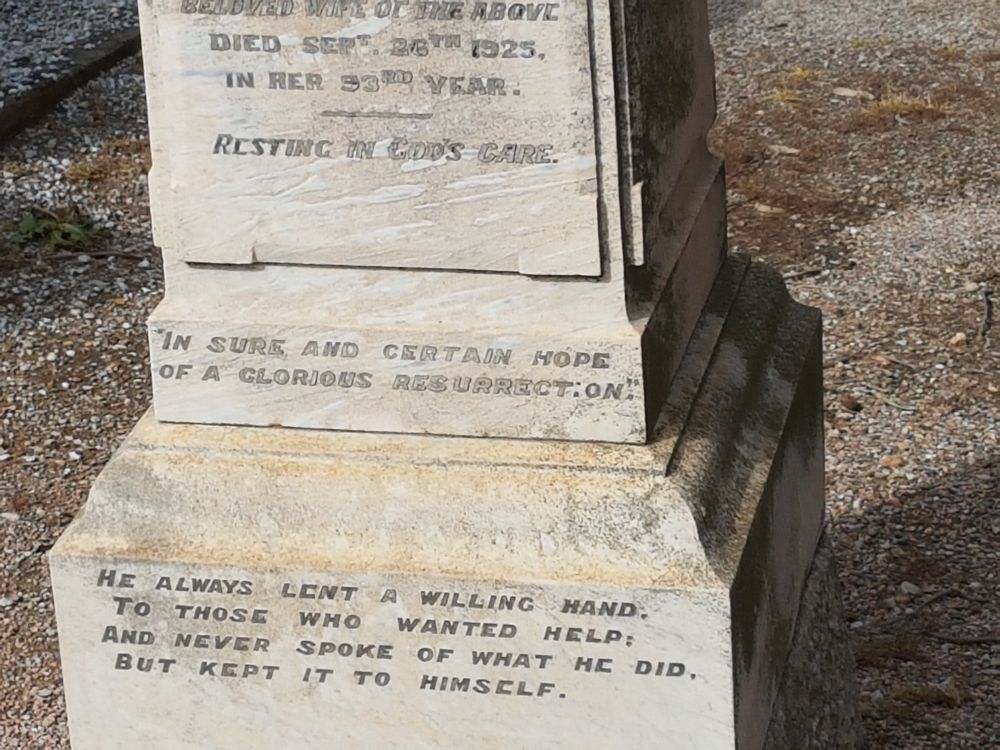 BELOVED WIFE OF THE ABOVE
DIED SEPT. 26TH 1925,
IN HER 93RD YEAR.
RESTING IN GOD'S CARE.
"IN SURE AND CERTAIN HOPE
OF A GLORIOUS RESURRECTION."
HE ALWAYS LENT A WILLING HAND,
TO THOSE WHO WANTED HELP;
AND NEVER SPOKE OF WHAT HE DID,
BUT KEPT IT TO HIMSELF.